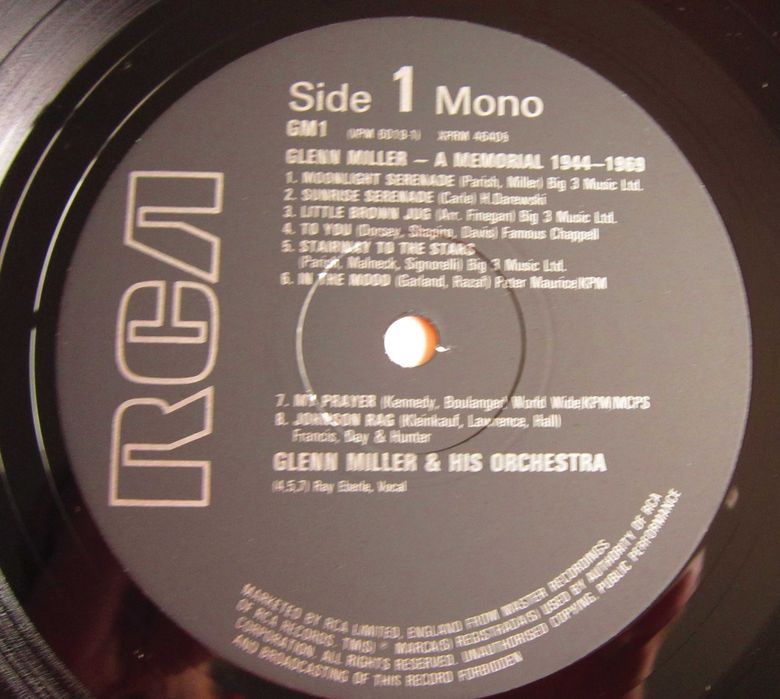 RCA
Side 1 Mono
GM1 (VPM 6019-1) XPRM 46405
GLENN MILLER – A MEMORIAL 1944–1969
1. MOONLIGHT SERENADE (Parish, Miller) Big 3 Music Ltd.
2. SUNRISE SERENADE (Carle) H.Darewski
3. LITTLE BROWN JUG (Arr. Finegan) Big 3 Music Ltd.
4. TO YOU (Dorsey, Shapiro, Davis) Famous Chappell
5. STAIRWAY TO THE STARS
(Parish, Malneck, Signorelli) Big 3 Music Ltd.
6. IN THE MOOD (Garland, Razaf) Peter Maurice/KPM
7. MY PRAYER (Kennedy, Boulanger) World Wide/KPM/MCPS
8. JOHNSON RAG (Kleinkauf, Lawrence, Hall)
Francis, Day & Hunter
GLENN MILLER & HIS ORCHESTRA
(4,5,7) Ray Eberle, Vocal
MARKETED BY RCA LIMITED, ENGLAND FROM MASTER RECORDINGS
OF RCA RECORDS, TM(S) ® MARCA(S) REGISTRADA(S) USED BY AUTHORITY OF RCA
CORPORATION. ALL RIGHTS RESERVED. UNAUTHORISED COPYING, PUBLIC PERFORMANCE
AND BROADCASTING OF THIS RECORD FORBIDDEN